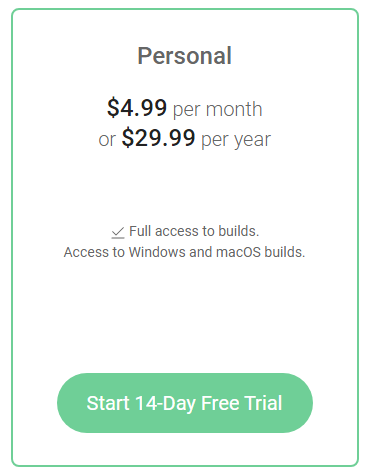 Personal
$4.99 per month
or $29.99 per year
Full access to builds.
Access to Windows and macOS builds.
Start 14-Day Free Trial